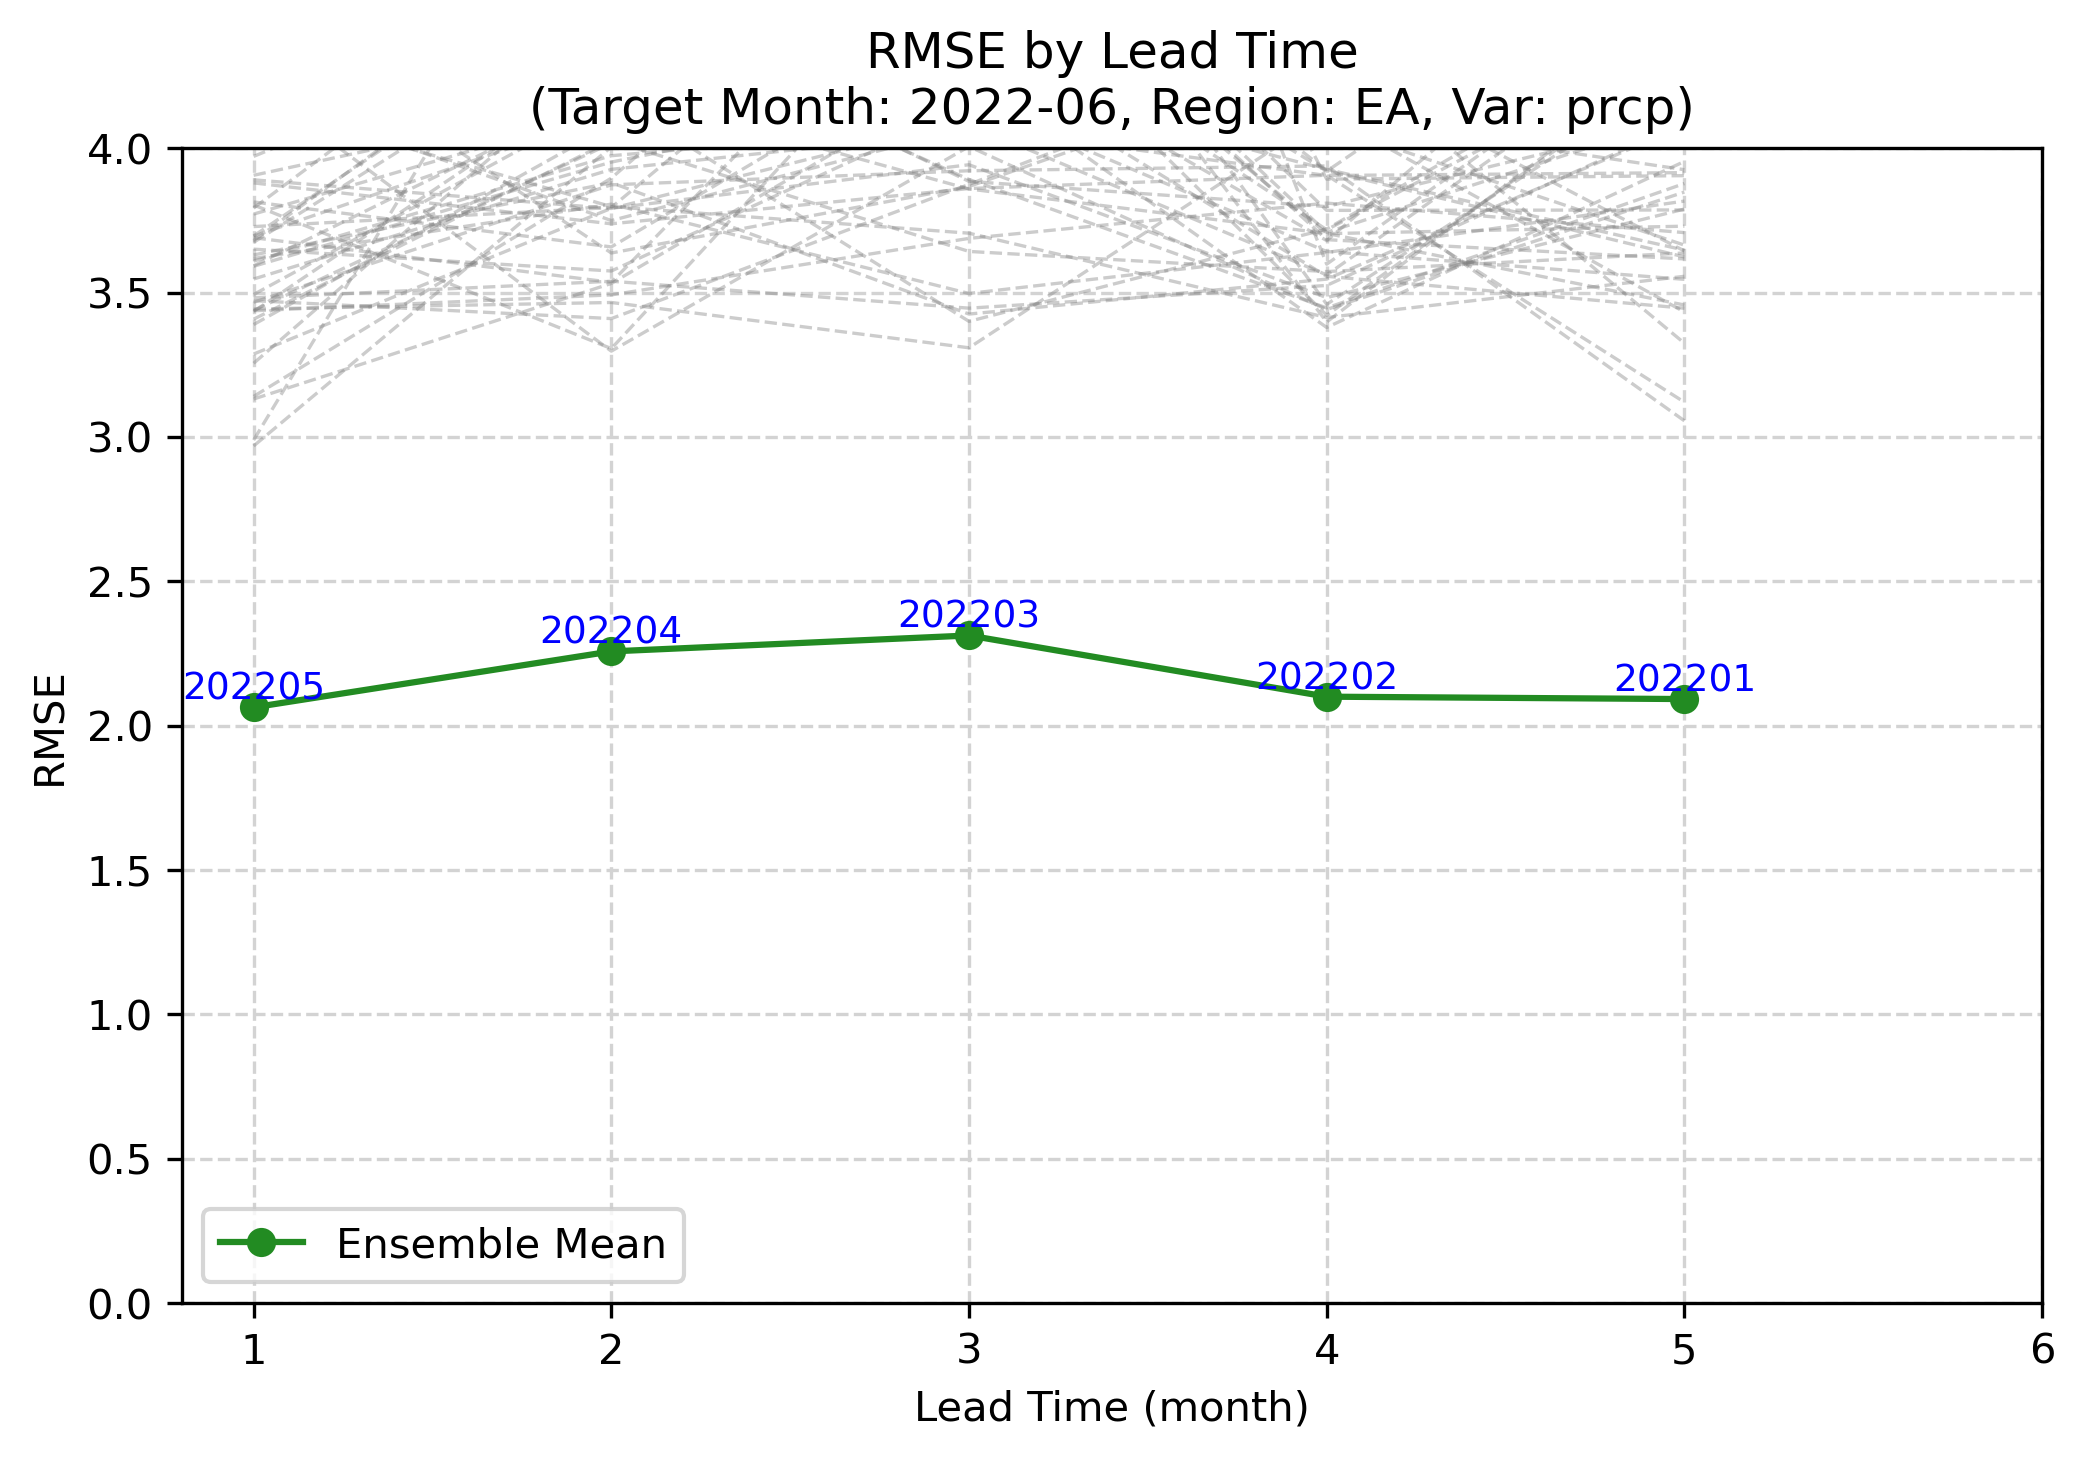 RMSE by Lead Time
(Target Month: 2022-06, Region: EA, Var: prcp)
4.0
3.5
3.0
2.5
2.0
1.5
1.0
0.5
0.0
RMSE
202205
202204
202203
202202
202201
Ensemble Mean
1 2 3 4 5 6
Lead Time (month)